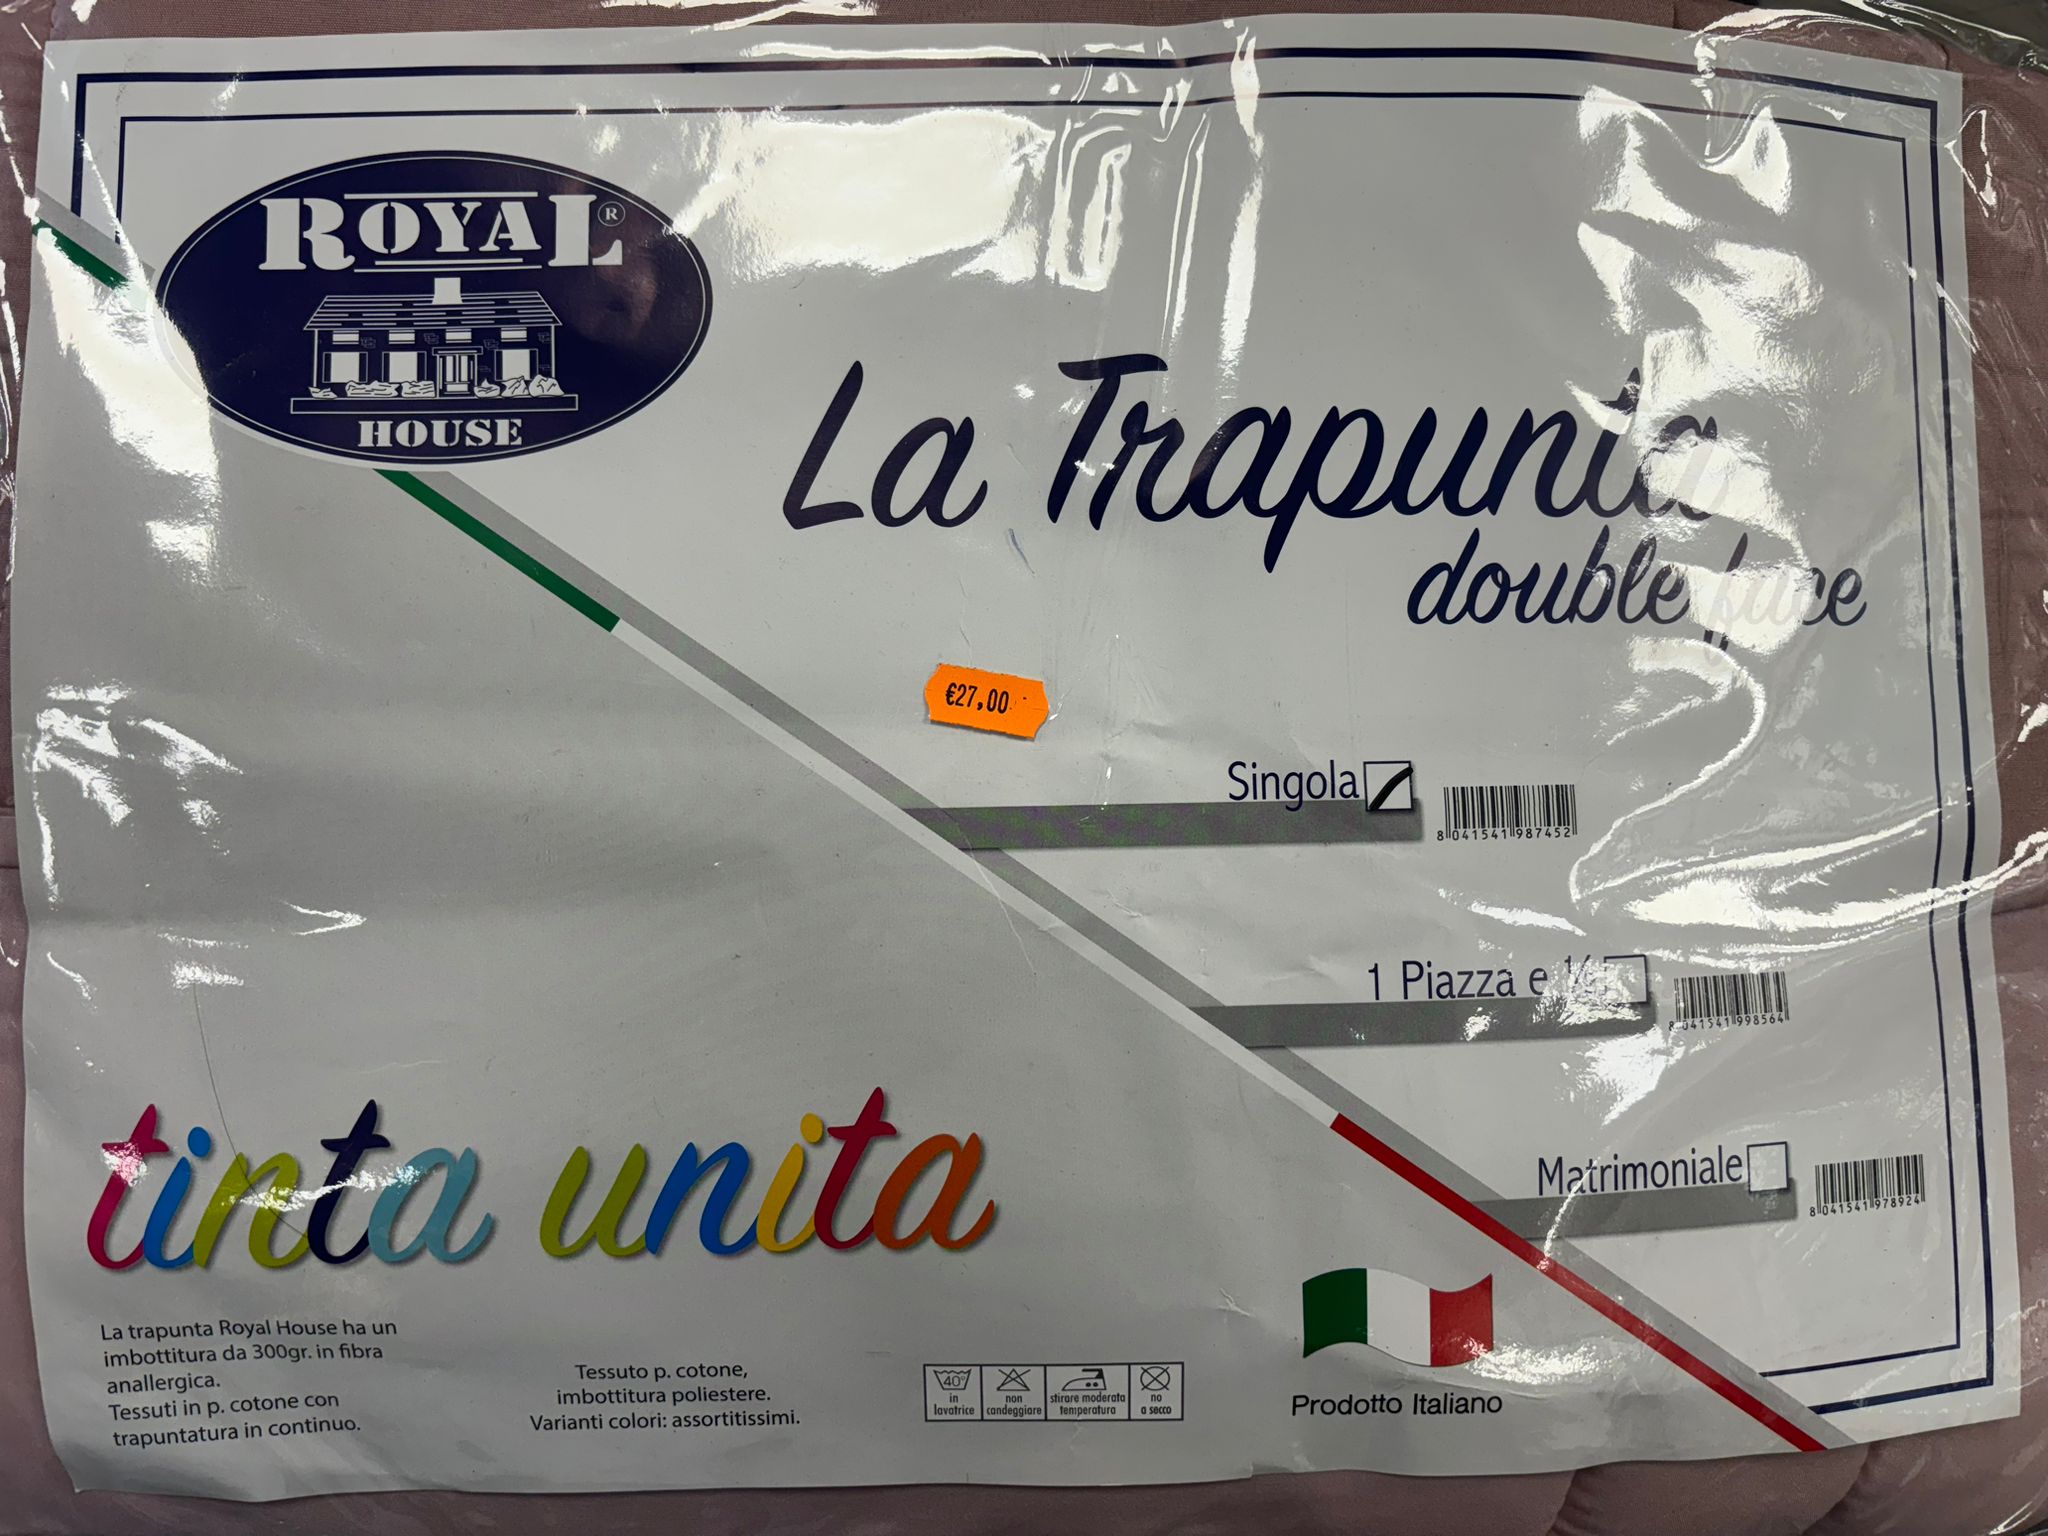 ROYAL®
HOUSE
La Trapunta
double face
€27,00
Singola
8 041541 987452
1 Piazza e ½
8 041541 998564
Matrimoniale
8 041541 978924
tinta unita
La trapunta Royal House ha un
imbottitura da 300gr. in fibra
anallergica.
Tessuti in p. cotone con
trapuntatura in continuo.
Tessuto p. cotone,
imbottitura poliestere.
Varianti colori: assortitissimi.
40°
in
lavatrice
non
candeggiare
stirare moderata
temperatura
no
a secco
Prodotto Italiano